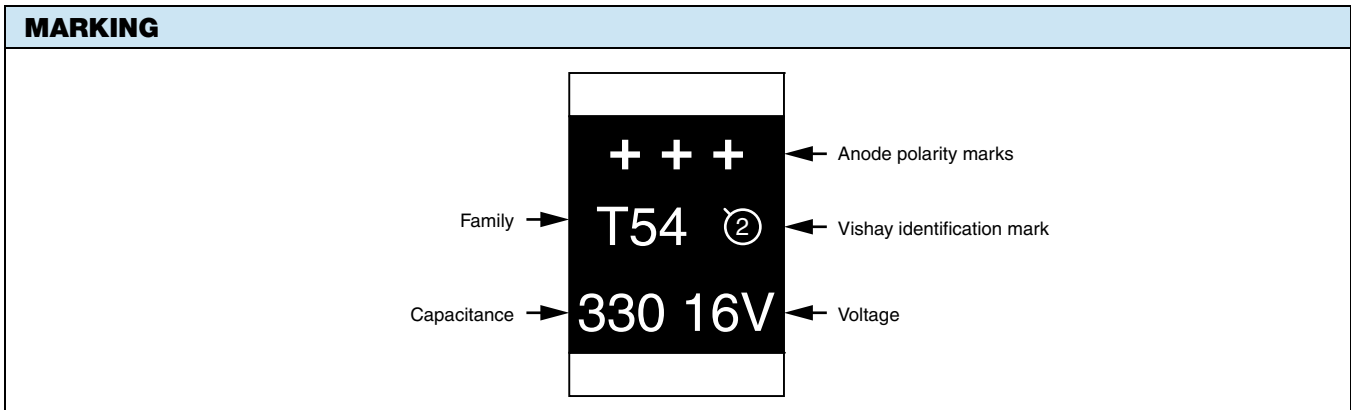 MARKING
+ + +
Anode polarity marks
Family
T54 2
Vishay identification mark
Capacitance
330 16V
Voltage